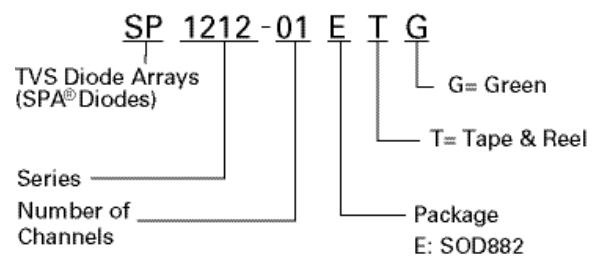 SP 1212-01 E T G
TVS Diode Arrays
(SPA® Diodes)
G= Green
T= Tape & Reel
Series
Number of
Channels
Package
E: SOD882